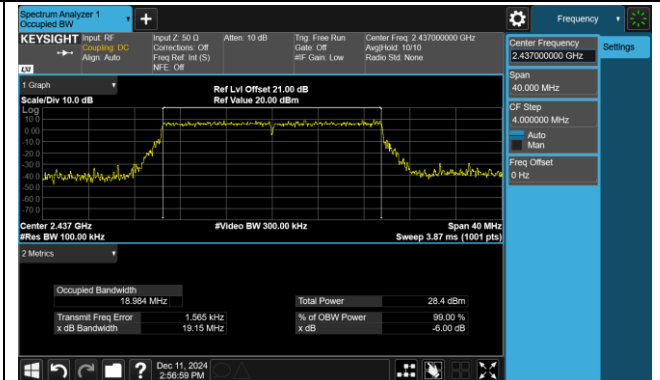 Spectrum Analyzer 1
Occupied BW
Frequency
KEYSIGHT
Input: RF
Coupling: DC
Align: Auto
Input Z: 50 Ω
Corrections: Off
Freq Ref: Int (S)
NFE: Off
Atten: 10 dB
Trig: Free Run
Gate: Off
#IF Gain: Low
Center Freq: 2.437000000 GHz
Avg|Hold: 10/10
Radio Std: None
LXI
Center Frequency
2.437000000 GHz
Settings
Span
40.000 MHz
CF Step
4.000000 MHz
Auto
Man
Freq Offset
0 Hz
1 Graph
Scale/Div 10.0 dB
Ref Lvl Offset 21.00 dB
Ref Value 20.00 dBm
Log
10.0
0.00
-10.0
-20.0
-30.0
-40.0
-50.0
-60.0
-70.0
Center 2.437 GHz
#Res BW 100.00 kHz
#Video BW 300.00 kHz
Span 40 MHz
Sweep 3.87 ms (1001 pts)
2 Metrics
Occupied Bandwidth
18.984 MHz
Total Power 28.4 dBm
Transmit Freq Error 1.565 kHz
% of OBW Power 99.00 %
x dB Bandwidth 19.15 MHz
x dB -6.00 dB
Dec 11, 2024
2:56:59 PM